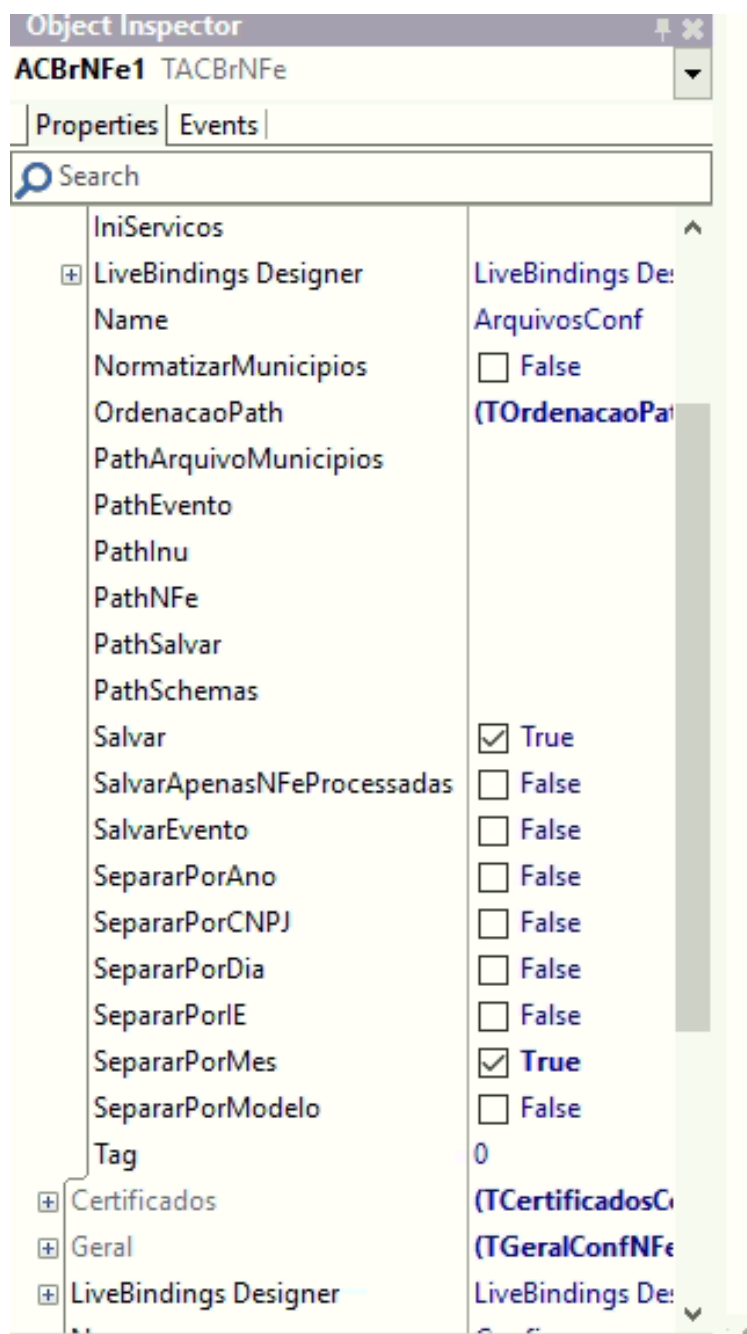 Object Inspector
ACBrNFe1 TACBrNFe
Properties Events
Search
IniServicos
LiveBindings Designer LiveBindings Des
Name ArquivosConf
NormatizarMunicipios False
OrdenacaoPath (TOrdenacaoPat
PathArquivoMunicipios
PathEvento
PathInu
PathNFe
PathSalvar
PathSchemas
Salvar True
SalvarApenasNFeProcessadas False
SalvarEvento False
SepararPorAno False
SepararPorCNPJ False
SepararPorDia False
SepararPorIE False
SepararPorMes True
SepararPorModelo False
Tag 0
Certificados (TCertificadosCo
Geral (TGeralConfNFe
LiveBindings Designer LiveBindings Des